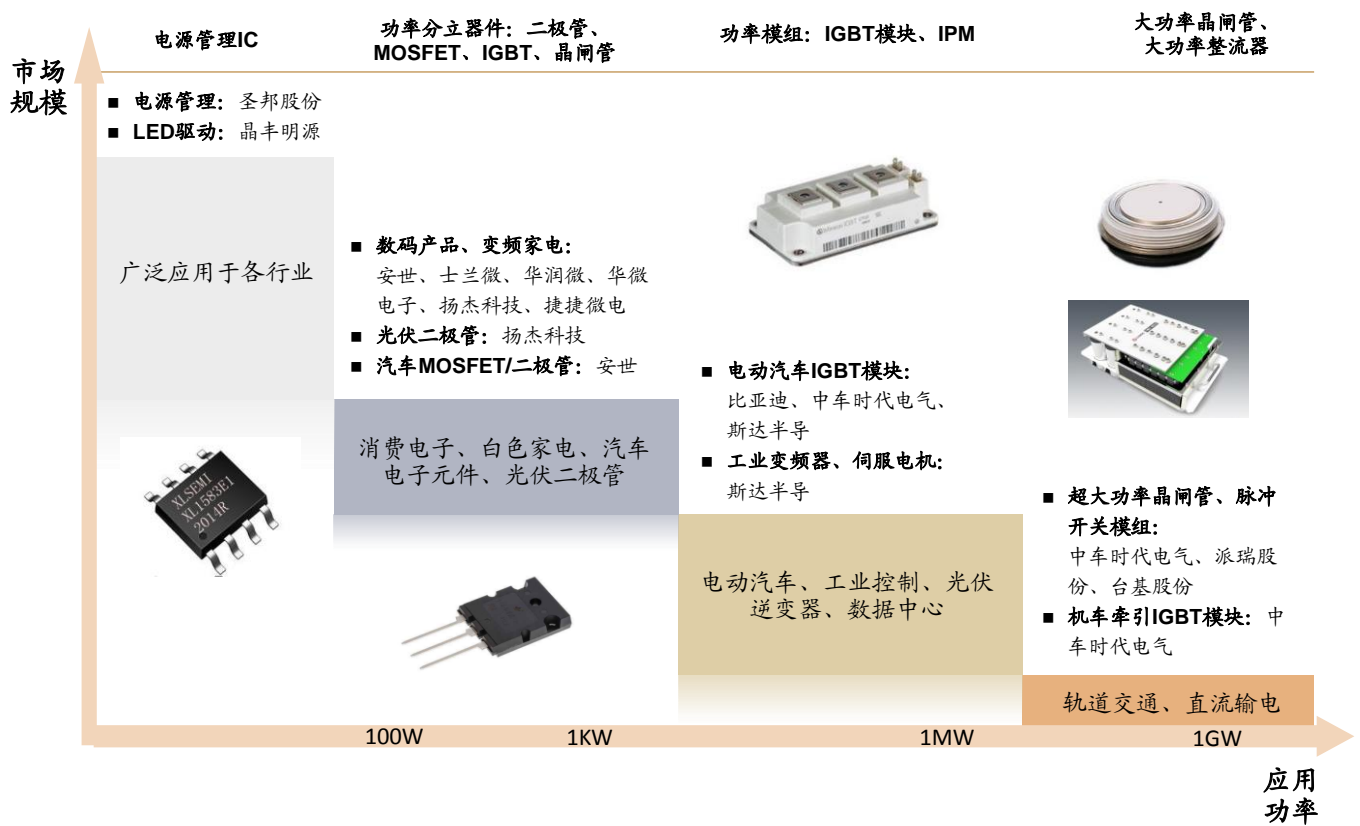 电源管理IC
功率分立器件：二极管、
MOSFET、IGBT、晶闸管
功率模组：IGBT模块、IPM
大功率晶闸管、
大功率整流器
市场
规模
■ 电源管理：圣邦股份
■ LED驱动：晶丰明源
广泛应用于各行业
XLSEMI
XL1583E1
2014R
■ 数码产品、变频家电：
安世、士兰微、华润微、华微
电子、扬杰科技、捷捷微电
■ 光伏二极管：扬杰科技
■ 汽车MOSFET/二极管：安世
消费电子、白色家电、汽车
电子元件、光伏二极管
■ 电动汽车IGBT模块：
比亚迪、中车时代电气、
斯达半导
■ 工业变频器、伺服电机：
斯达半导
电动汽车、工业控制、光伏
逆变器、数据中心
■ 超大功率晶闸管、脉冲
开关模组：
中车时代电气、派瑞股
份、台基股份
■ 机车牵引IGBT模块：中
车时代电气
轨道交通、直流输电
100W
1KW
1MW
1GW
应用
功率